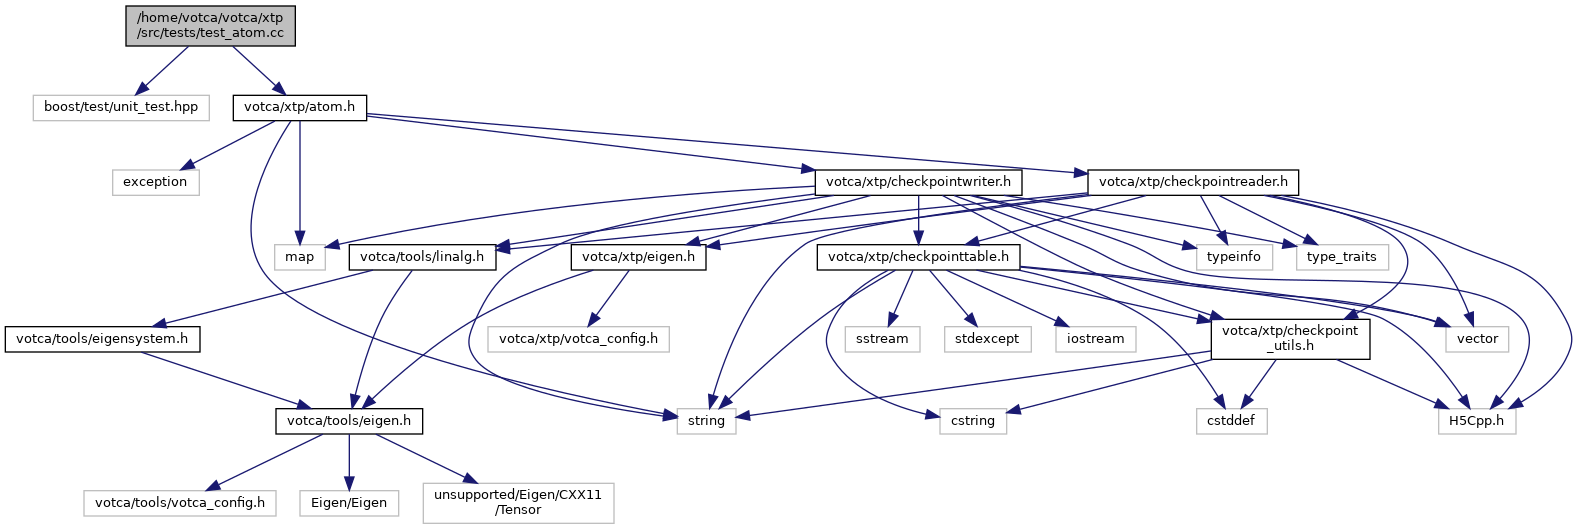 /home/votca/votca/xtp
/src/tests/test_atom.cc
boost/test/unit_test.hpp
votca/xtp/atom.h
exception
votca/xtp/checkpointwriter.h
votca/xtp/checkpointreader.h
map
votca/tools/linalg.h
votca/xtp/eigen.h
votca/xtp/checkpointtable.h
typeinfo
type_traits
votca/tools/eigensystem.h
votca/xtp/votca_config.h
sstream
stdexcept
iostream
votca/xtp/checkpoint
_utils.h
vector
votca/tools/eigen.h
string
cstring
cstddef
H5Cpp.h
votca/tools/votca_config.h
Eigen/Eigen
unsupported/Eigen/CXX11
/Tensor